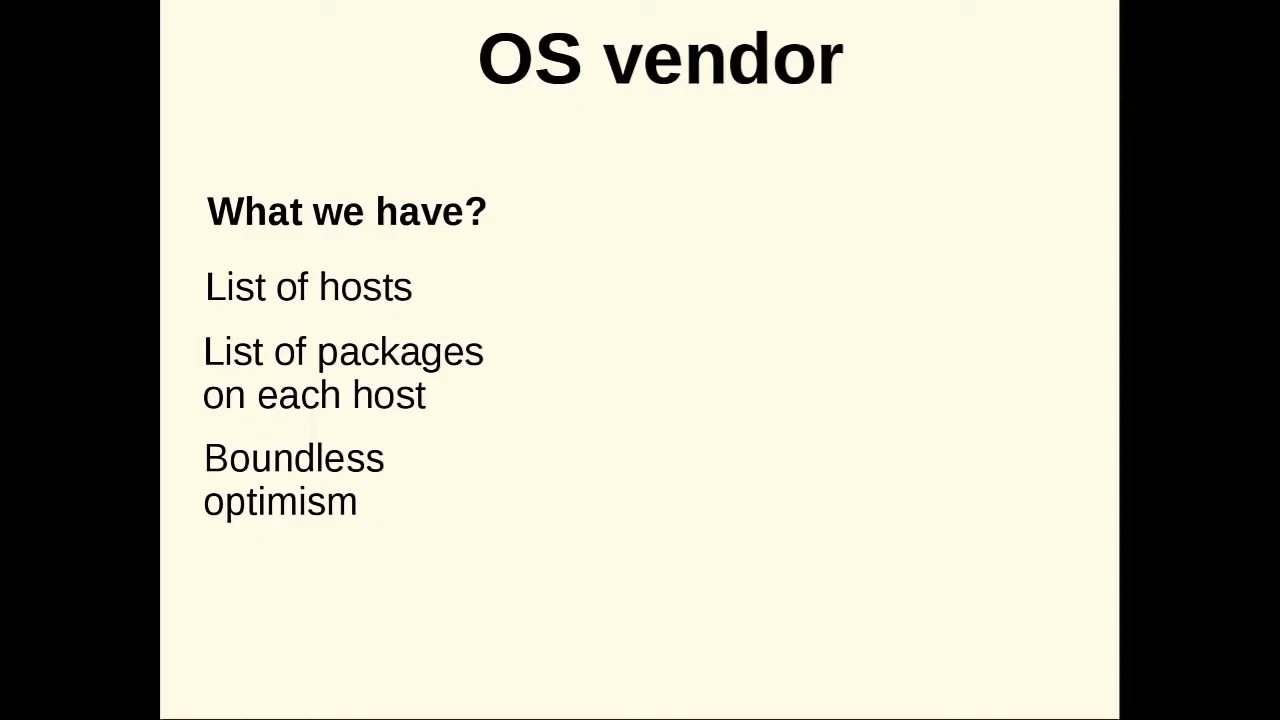 OS vendor
What we have?
List of hosts
List of packages
on each host
Boundless
optimism